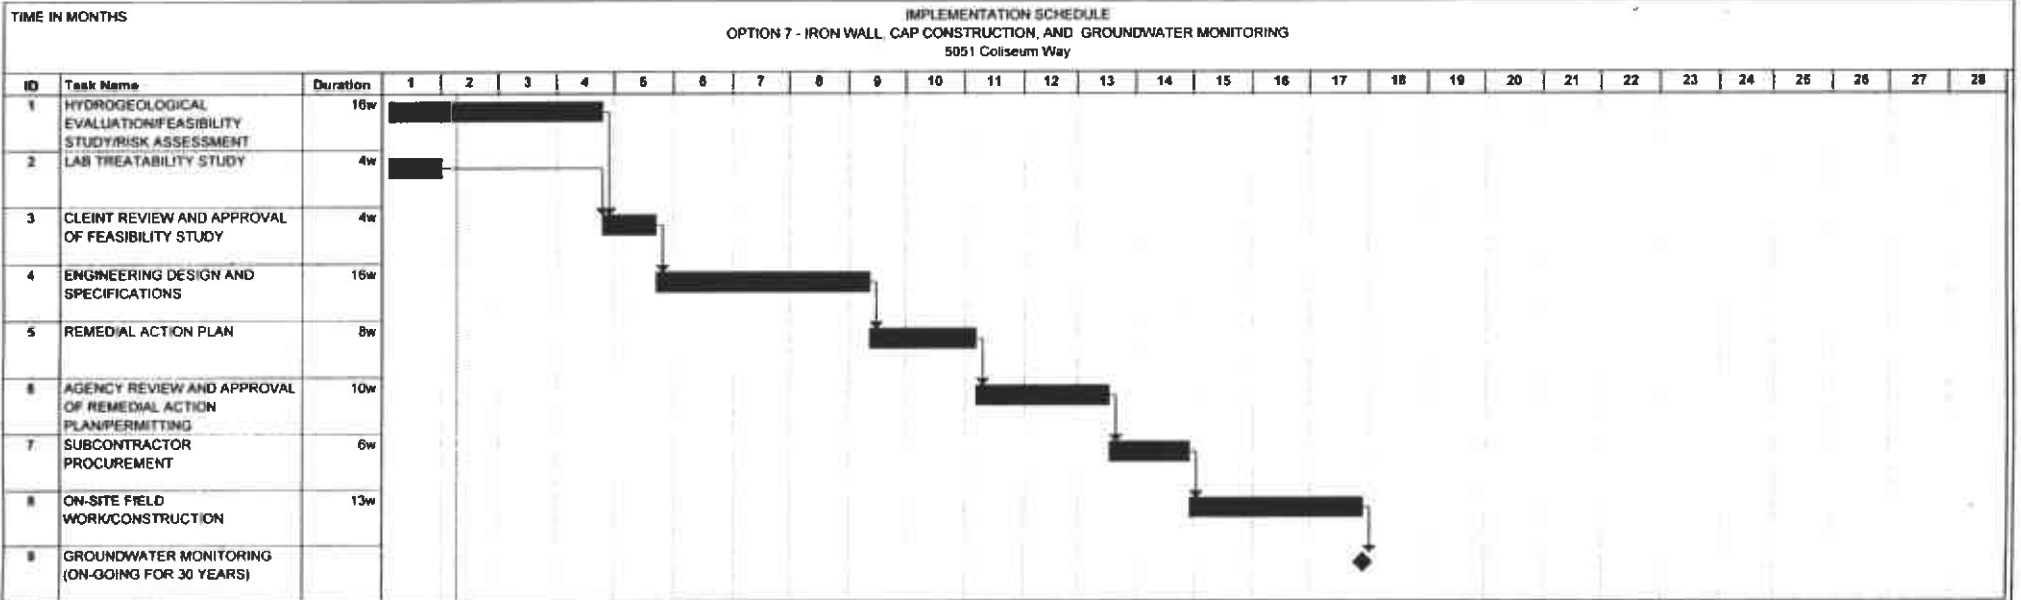 TIME IN MONTHS
IMPLEMENTATION SCHEDULE
OPTION 7 - IRON WALL, CAP CONSTRUCTION, AND GROUNDWATER MONITORING
5051 Coliseum Way
ID Task Name Duration 1 2 3 4 5 6 7 8 9 10 11 12 13 14 15 16 17 18 19 20 21 22 23 24 25 26 27 28
1 HYDROGEOLOGICAL 16w
EVALUATION/FEASIBILITY
STUDY/RISK ASSESSMENT
2 LAB TREATABILITY STUDY 4w
3 CLEINT REVIEW AND APPROVAL 4w
OF FEASIBILITY STUDY
4 ENGINEERING DESIGN AND 16w
SPECIFICATIONS
5 REMEDIAL ACTION PLAN 8w
6 AGENCY REVIEW AND APPROVAL 10w
OF REMEDIAL ACTION
PLAN/PERMITTING
7 SUBCONTRACTOR 6w
PROCUREMENT
8 ON-SITE FIELD 13w
WORK/CONSTRUCTION
9 GROUNDWATER MONITORING
(ON-GOING FOR 30 YEARS)